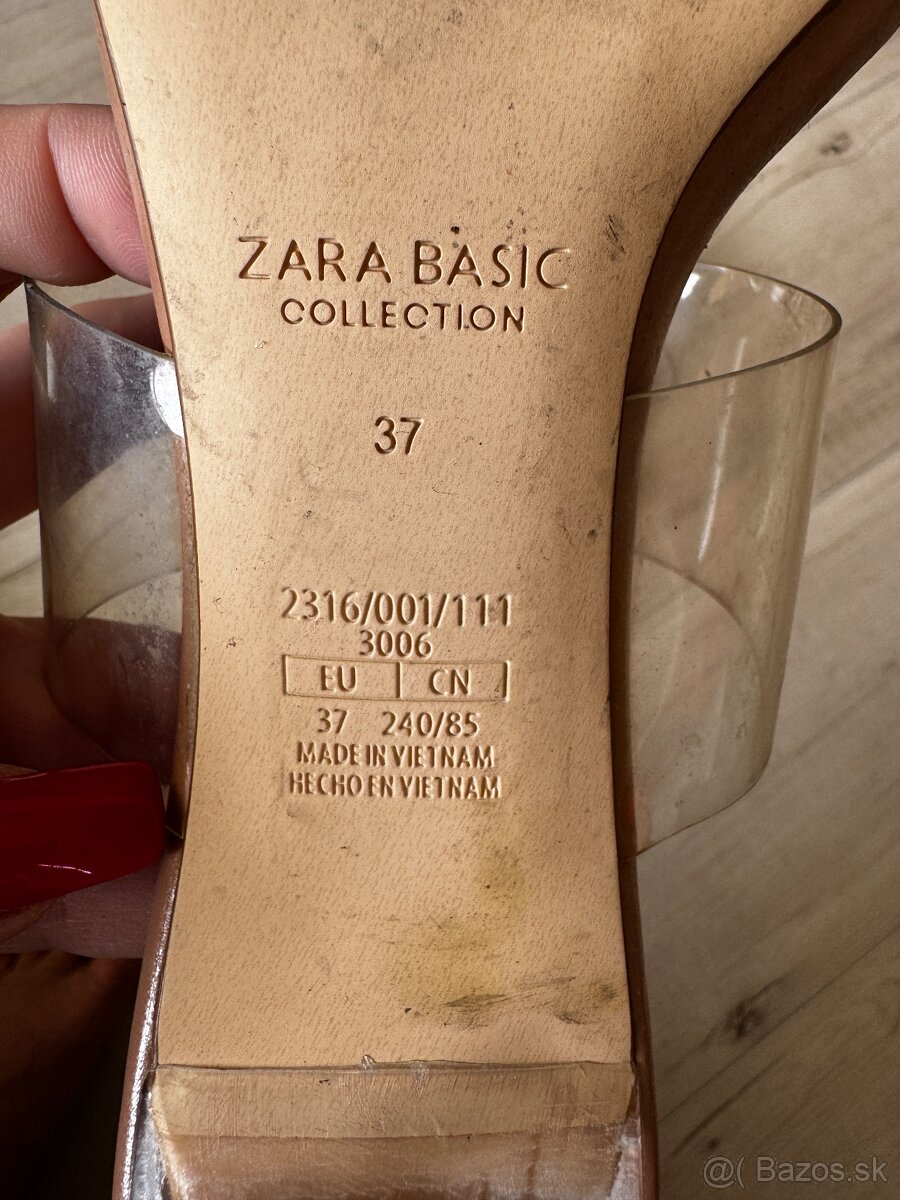 ZARA BASIC
COLLECTION
37
2316/001/111
3006
EU CN
37 240/85
MADE IN VIETNAM
HECHO EN VIETNAM
@( Bazos.sk